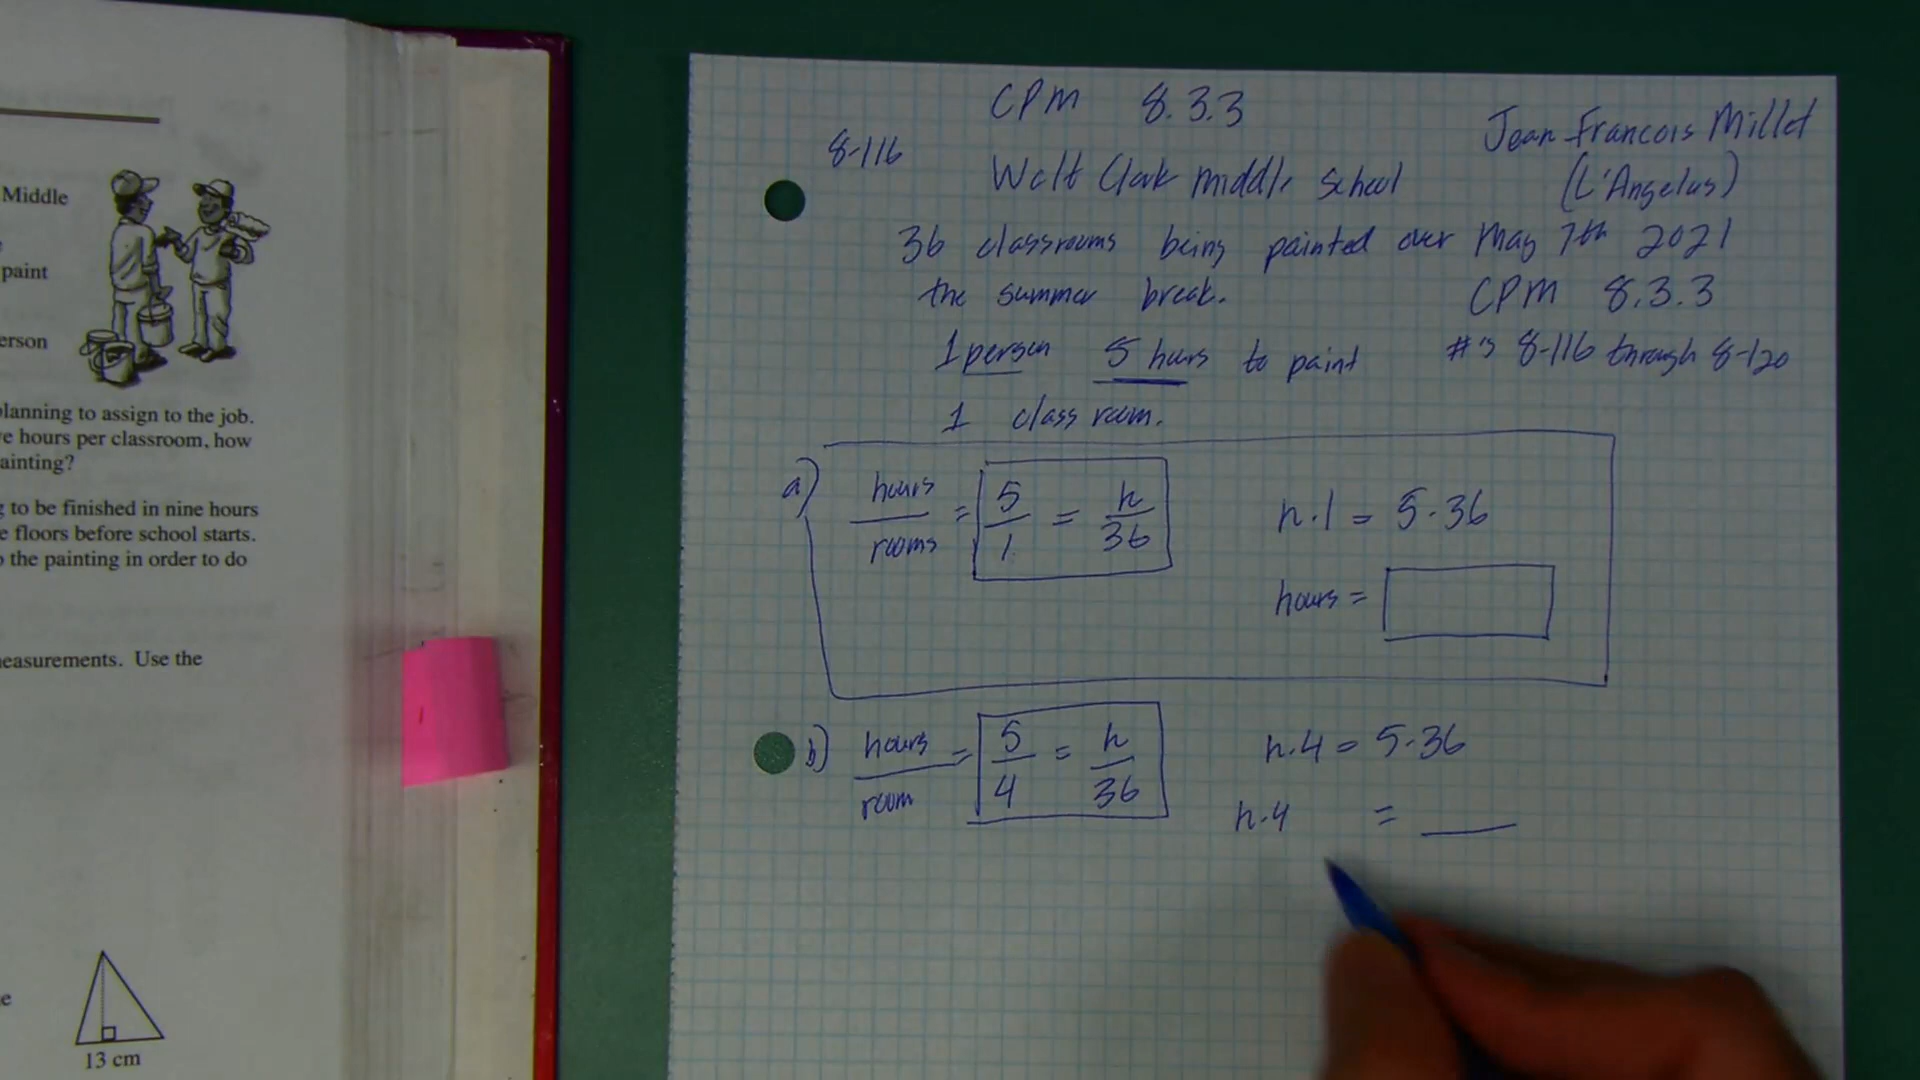 Middle
paint
erson
lanning to assign to the job.
e hours per classroom, how
ainting?
g to be finished in nine hours
e floors before school starts.
o the painting in order to do
easurements. Use the
e
13 cm
CPM 8.3.3
8-116
Walt Clark Middle School
36 classrooms being painted over
the summer break.
1 person 5 hours to paint
1 class room.
Jean Francois Millet
(L'Angelus)
May 7th 2021
CPM 8.3.3
#'s 8-116 through 8-120
a) hours/rooms = 5/1 = h/36
h·1 = 5·36
hours =
b) hours/room = 5/4 = h/36
h·4 = 5·36
h·4 = ___